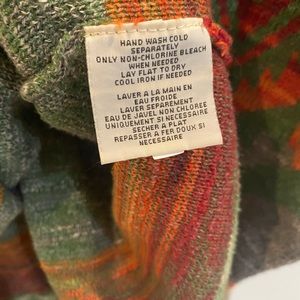 HAND WASH COLD
SEPARATELY
ONLY NON-CHLORINE BLEACH
WHEN NEEDED
LAY FLAT TO DRY
COOL IRON IF NEEDED
LAVER A LA MAIN EN
EAU FROIDE
LAVER SEPAREMENT
EAU DE JAVEL NON CHLOREE
UNIQUEMENT SI NECESSAIRE
SECHER A PLAT
REPASSER A FER DOUX SI
NECESSAIRE